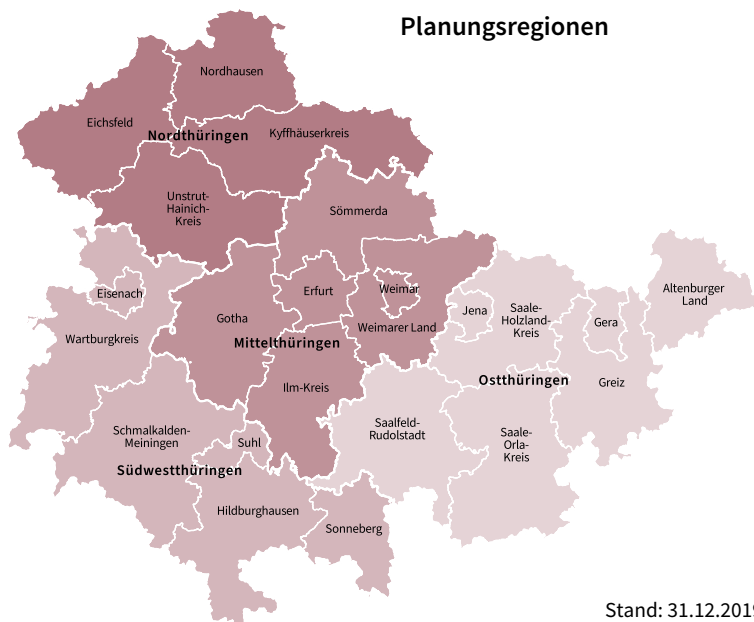 Planungsregionen
Nordhausen
Eichsfeld
Nordthüringen
Kyffhäuserkreis
Unstrut-
Hainich-
Kreis
Sömmerda
Eisenach
Erfurt
Weimar
Altenburger
Land
Gotha
Jena
Saale-
Holzland-
Kreis
Gera
Wartburgkreis
Mittelthüringen
Weimarer Land
Ilm-Kreis
Ostthüringen
Greiz
Schmalkalden-
Meiningen
Suhl
Saalfeld-
Rudolstadt
Saale-
Orla-
Kreis
Südwestthüringen
Hildburghausen
Sonneberg
Stand: 31.12.2019